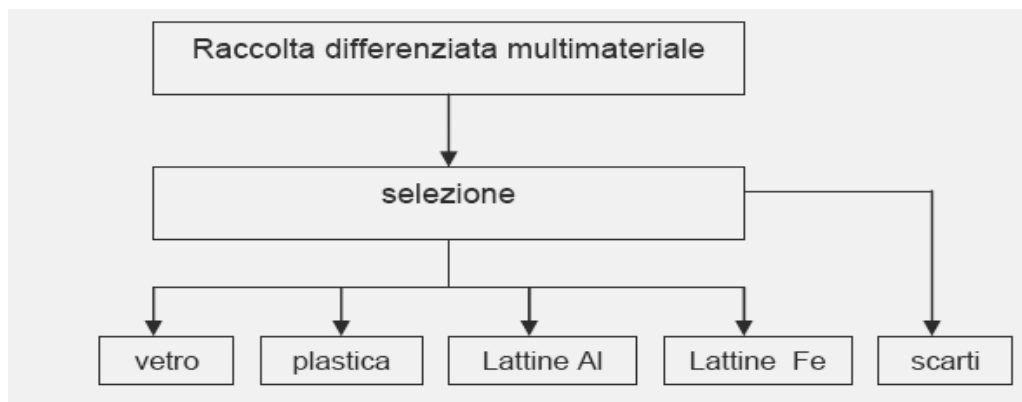 Raccolta differenziata multimateriale
selezione
vetro
plastica
Lattine Al
Lattine Fe
scarti